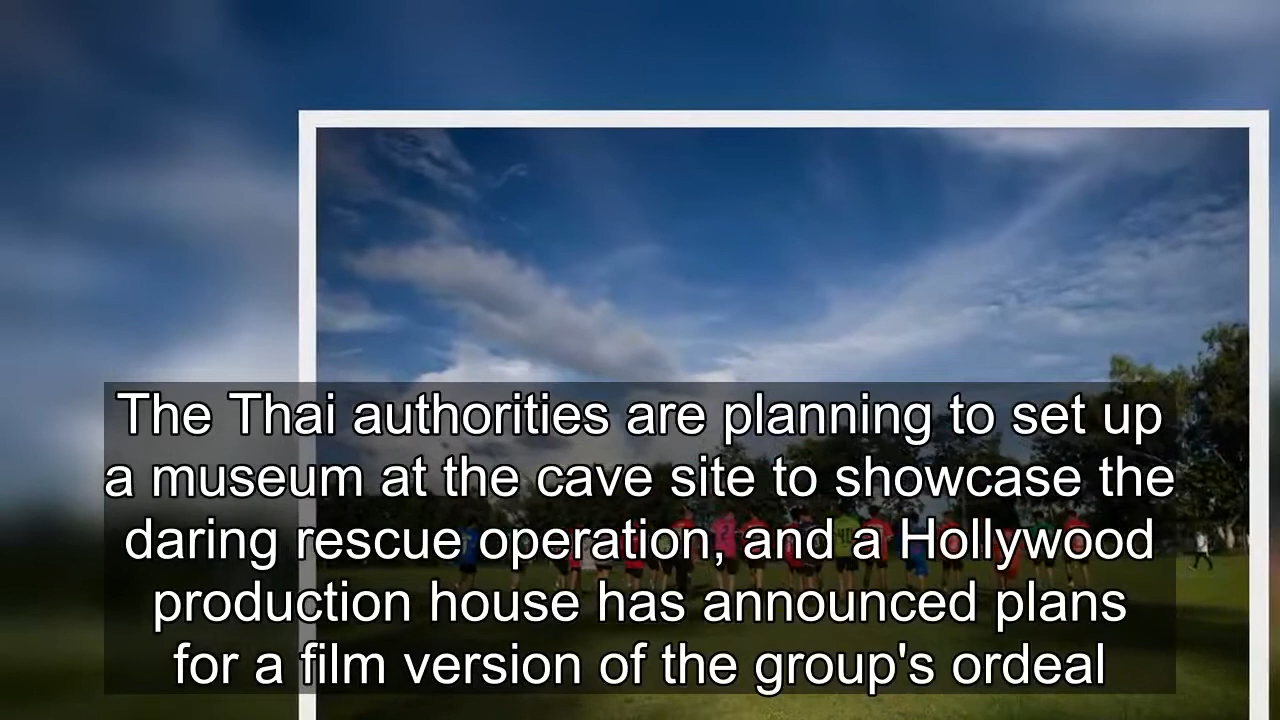 The Thai authorities are planning to set up
a museum at the cave site to showcase the
daring rescue operation, and a Hollywood
production house has announced plans
for a film version of the group's ordeal